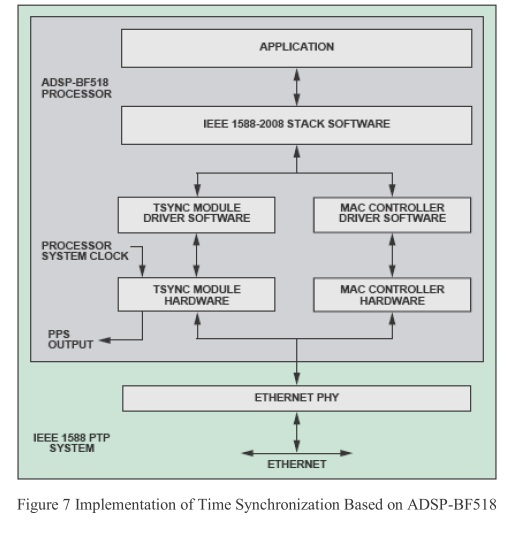 APPLICATION
ADSP-BF518
PROCESSOR
IEEE 1588-2008 STACK SOFTWARE
TSYNC MODULE
DRIVER SOFTWARE
MAC CONTROLLER
DRIVER SOFTWARE
PROCESSOR
SYSTEM CLOCK
TSYNC MODULE
HARDWARE
MAC CONTROLLER
HARDWARE
PPS
OUTPUT
ETHERNET PHY
IEEE 1588 PTP
SYSTEM
ETHERNET
Figure 7 Implementation of Time Synchronization Based on ADSP-BF518